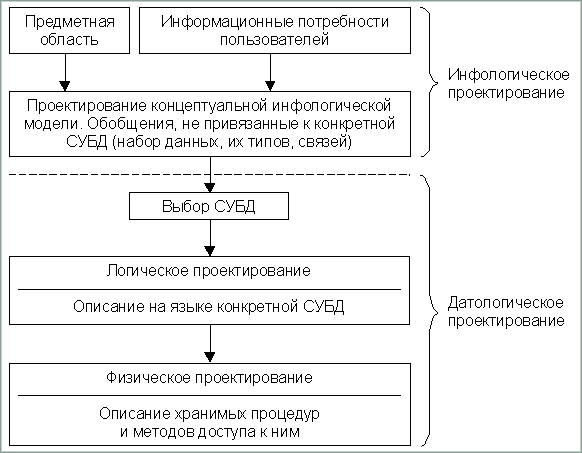 Предметная
область
Информационные потребности
пользователей
Инфологическое
проектирование
Проектирование концептуальной инфологической
модели. Обобщения, не привязанные к конкретной
СУБД (набор данных, их типов, связей)
Выбор СУБД
Логическое проектирование
Описание на языке конкретной СУБД
Датологическое
проектирование
Физическое проектирование
Описание хранимых процедур
и методов доступа к ним